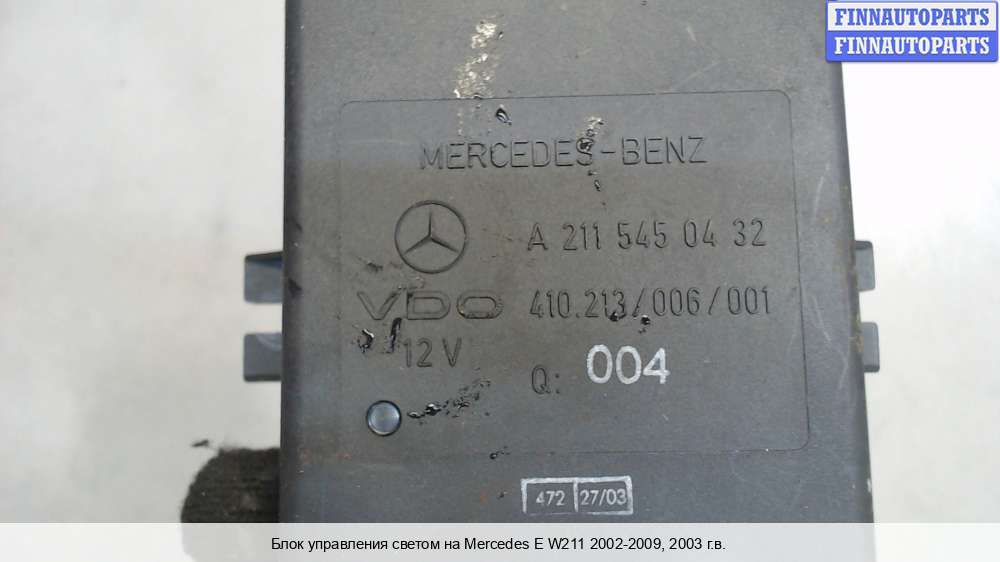 FINNAUTOPARTS
FINNAUTOPARTS
MERCEDES-BENZ
A 211 545 04 32
VDO 410.213/006/001
12V
Q: 004
472 27/03
Блок управления светом на Mercedes E W211 2002-2009, 2003 г.в.